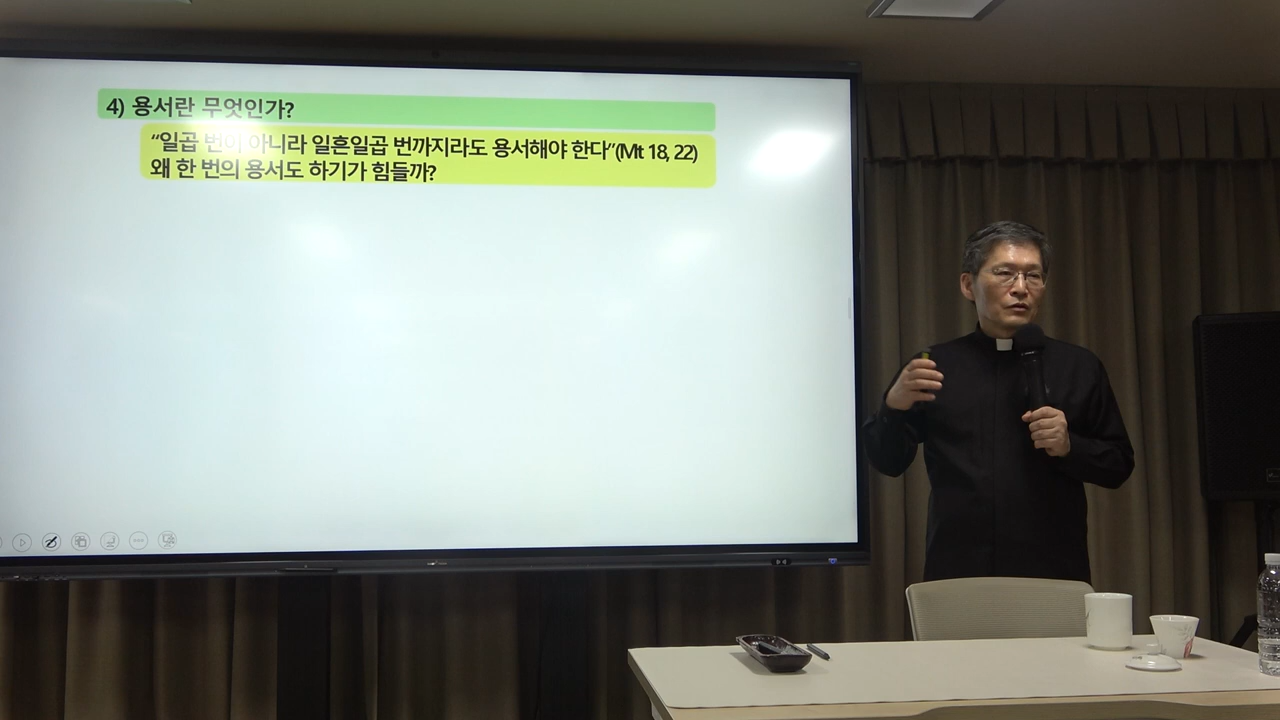 4) 용서란 무엇인가?
“일곱 번이 아니라 일흔일곱 번까지라도 용서해야 한다”(Mt 18, 22)
왜 한 번의 용서도 하기가 힘들까?